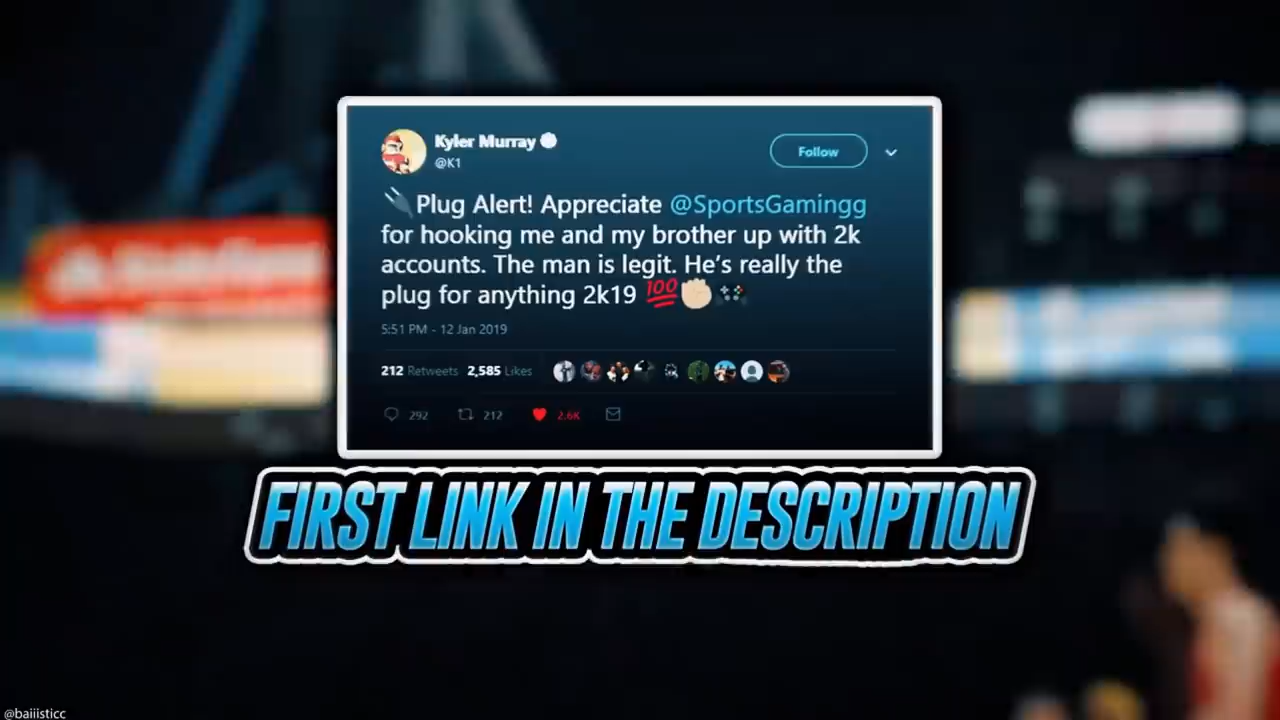 Kyler Murray
@K1
Follow
Plug Alert! Appreciate @SportsGamingg
for hooking me and my brother up with 2k
accounts. The man is legit. He's really the
plug for anything 2k19 💯✊🏻🎮
5:51 PM - 12 Jan 2019
212 Retweets 2,585 Likes
292 212 2.6K
FIRST LINK IN THE DESCRIPTION
@baiiisticc